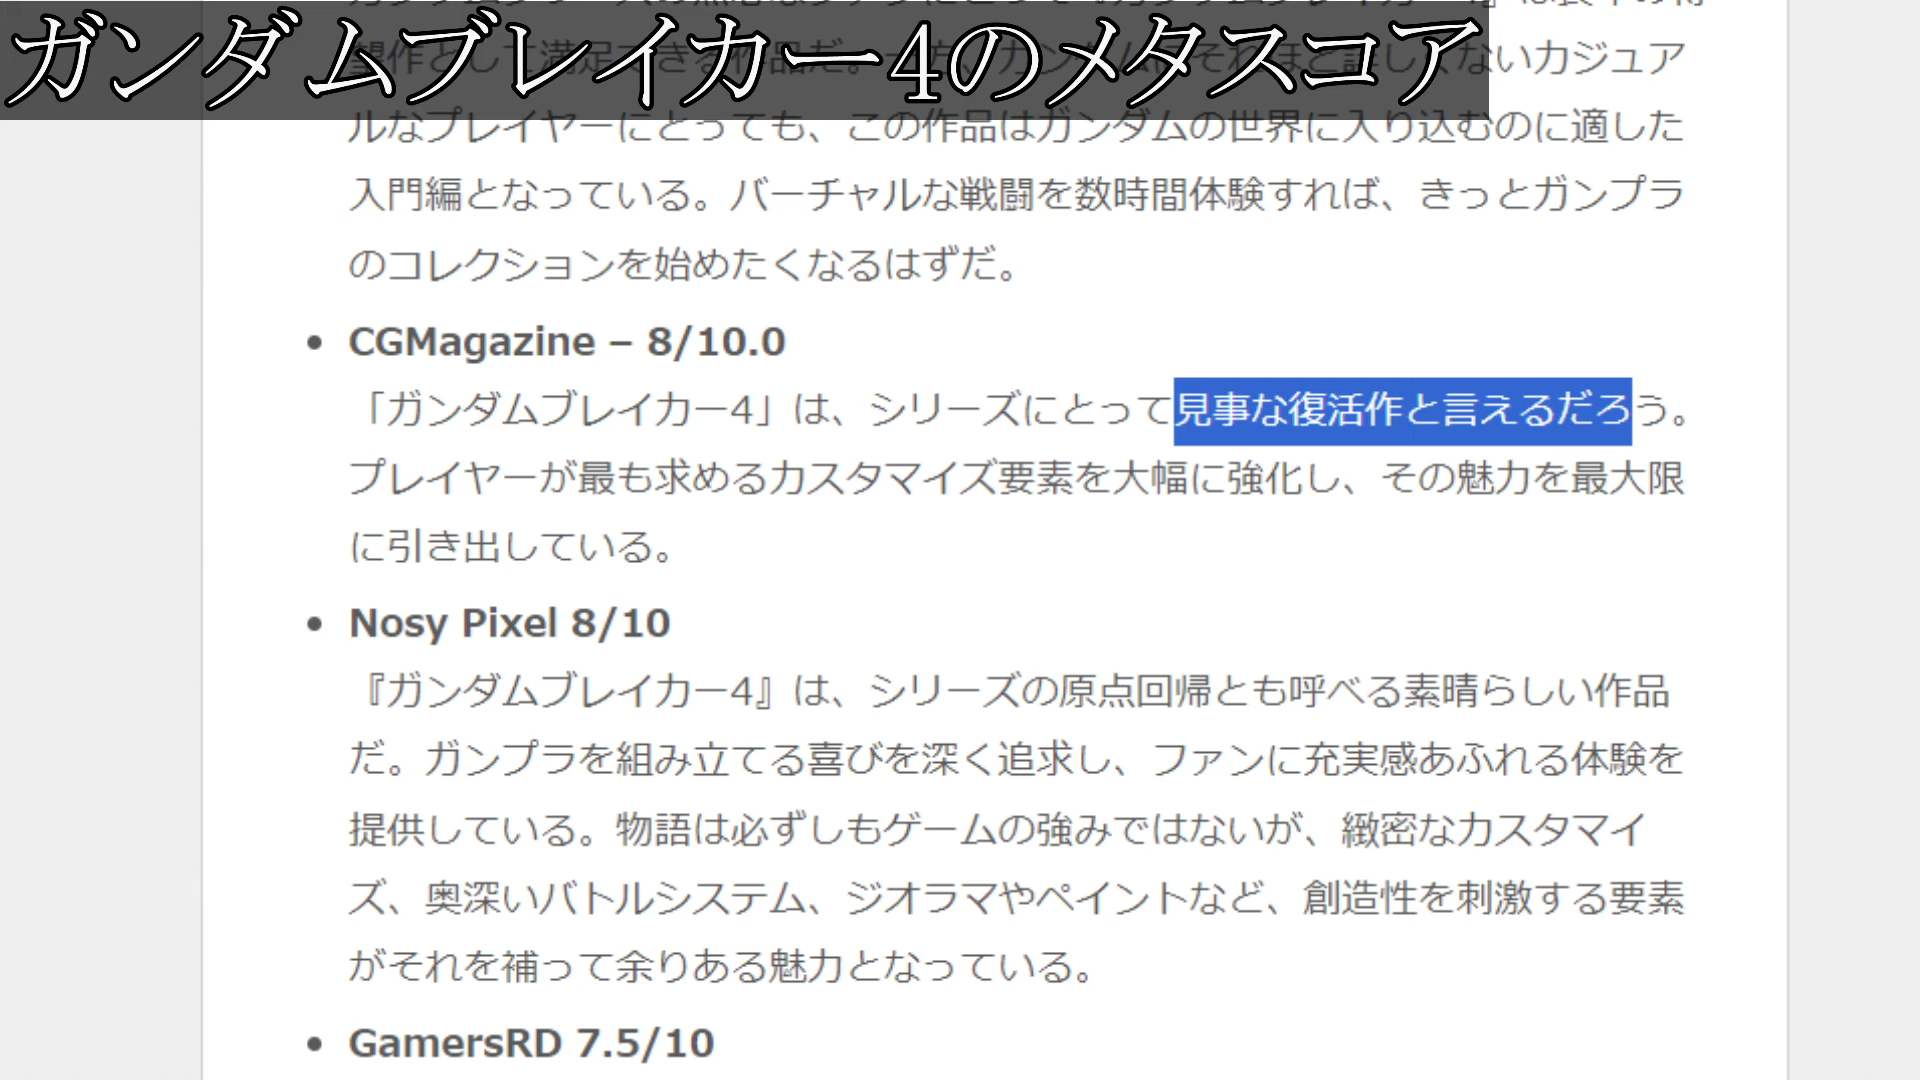 ガンダムブレイカー4のメタスコア
ない力ジュア
ルなプレイヤーにとっても、この作品はガンダムの世界に入り込むのに適した
入門編となっている。バーチャルな戦闘を数時間体験すれば、きっとガンプラ
のコレクションを始めたくなるはずだ。
• CGMagazine – 8/10.0
「ガンダムブレイカー4」は、シリーズにとって見事な復活作と言えるだろう。
プレイヤーが最も求めるカスタマイズ要素を大幅に強化し、その魅力を最大限
に引き出している。
• Nosy Pixel 8/10
『ガンダムブレイカー4』は、シリーズの原点回帰とも呼べる素晴らしい作品
だ。ガンプラを組み立てる喜びを深く追求し、ファンに充実感あふれる体験を
提供している。物語は必ずしもゲームの強みではないが、緻密なカスタマイ
ズ、奥深いバトルシステム、ジオラマやペイントなど、創造性を刺激する要素
がそれを補って余りある魅力となっている。
• GamersRD 7.5/10